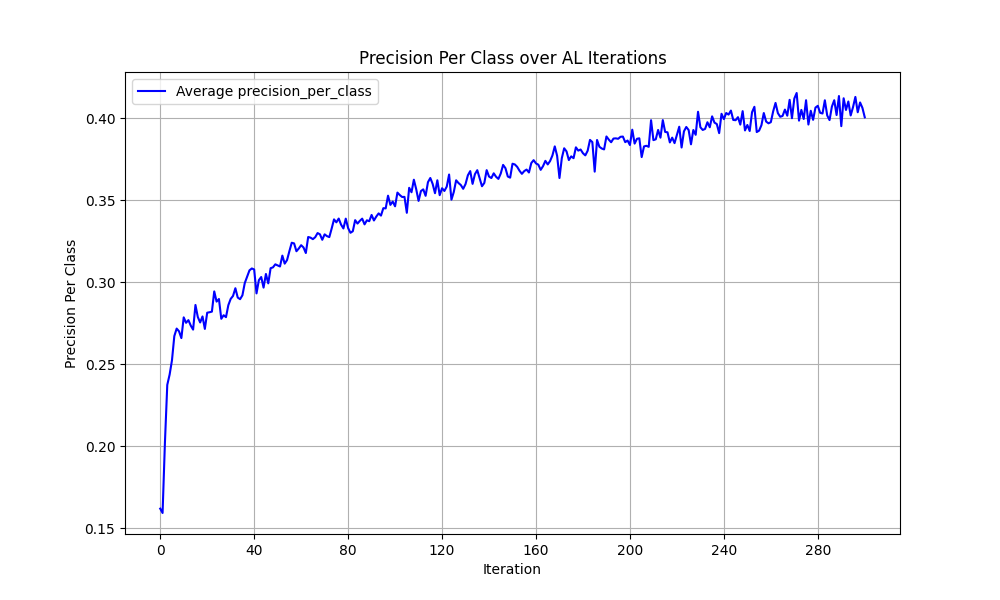 Precision Per Class over AL Iterations
Average precision_per_class
Precision Per Class
0.40
0.35
0.30
0.25
0.20
0.15
0 40 80 120 160 200 240 280
Iteration